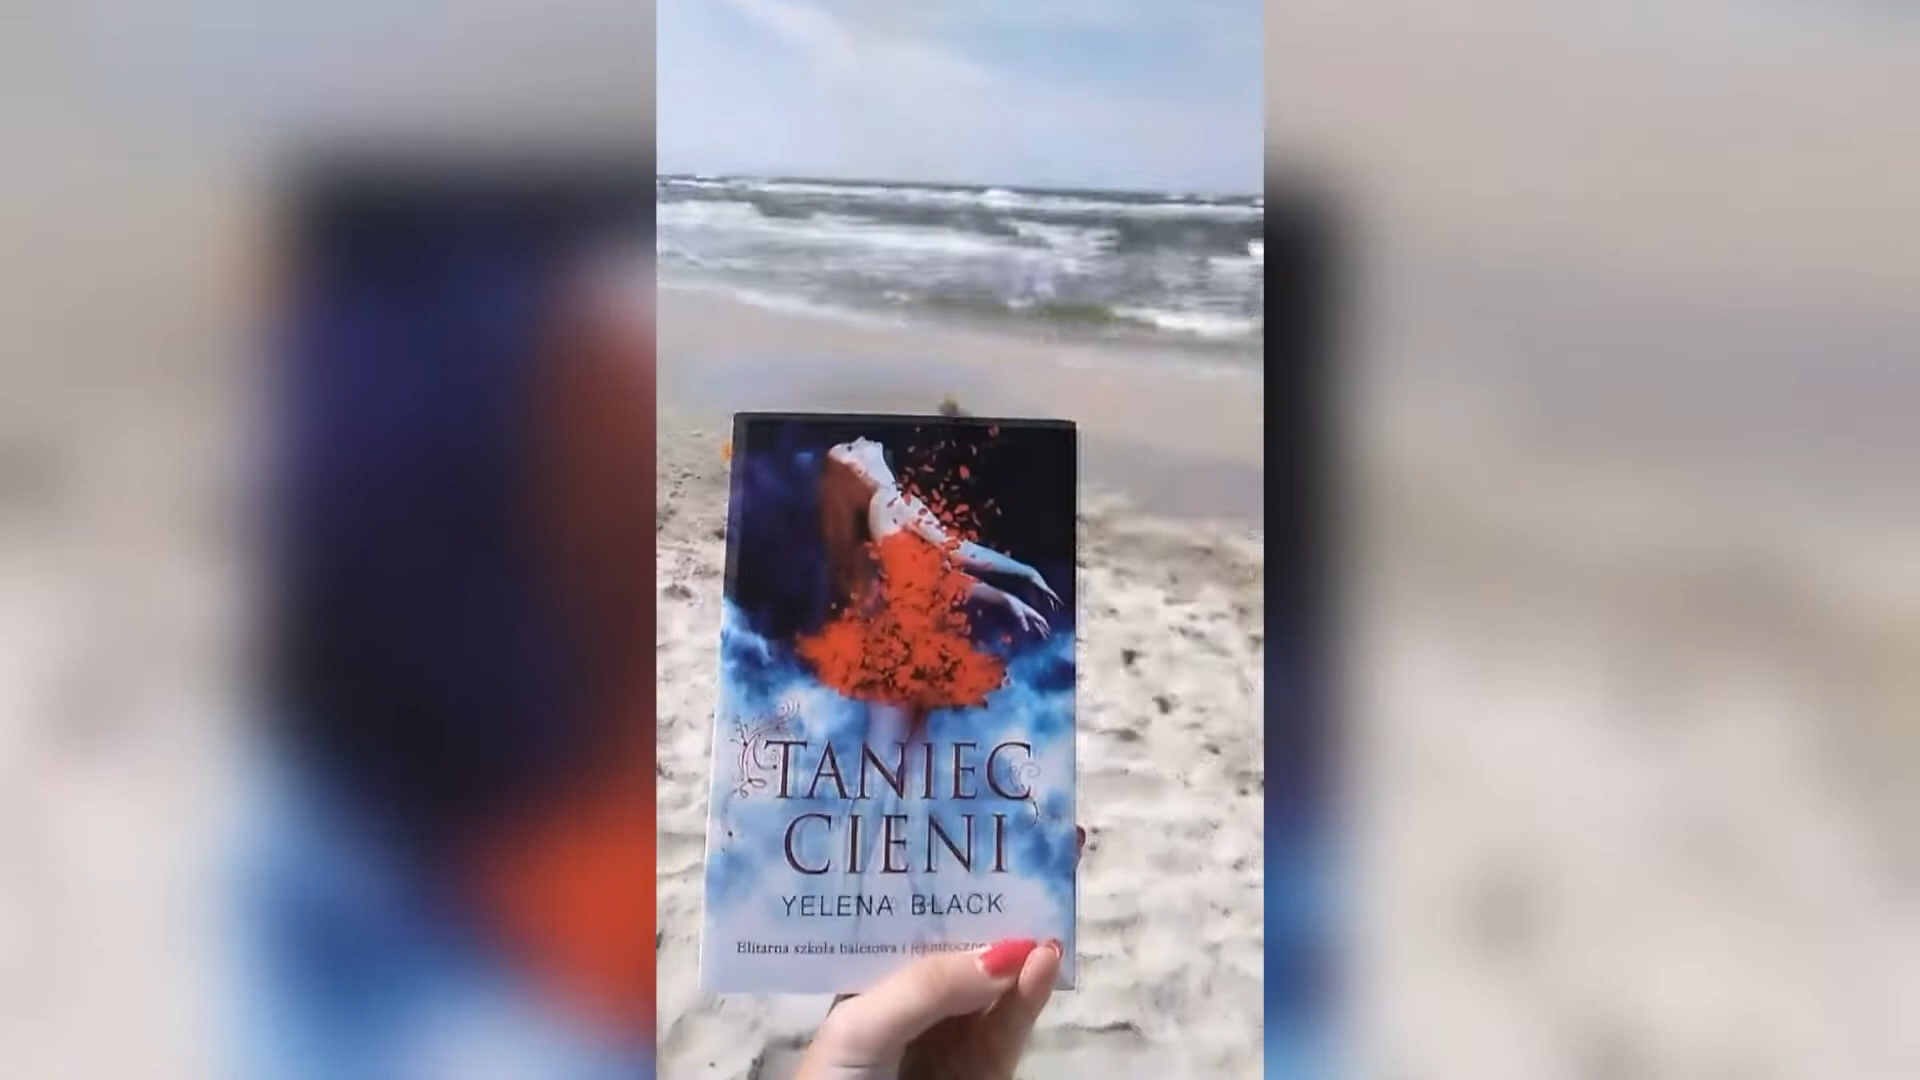 TANIEC
CIENI
YELENA BLACK
Elitarna szkoła baletowa i jej mroczne